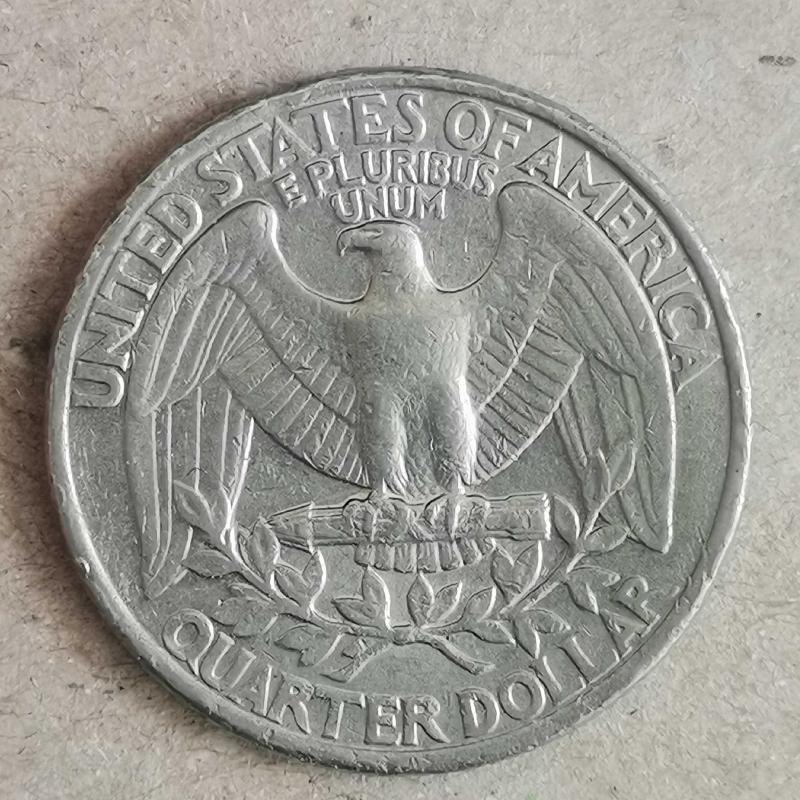 UNITED STATES OF AMERICA
E PLURIBUS
UNUM
QUARTER DOLLAR